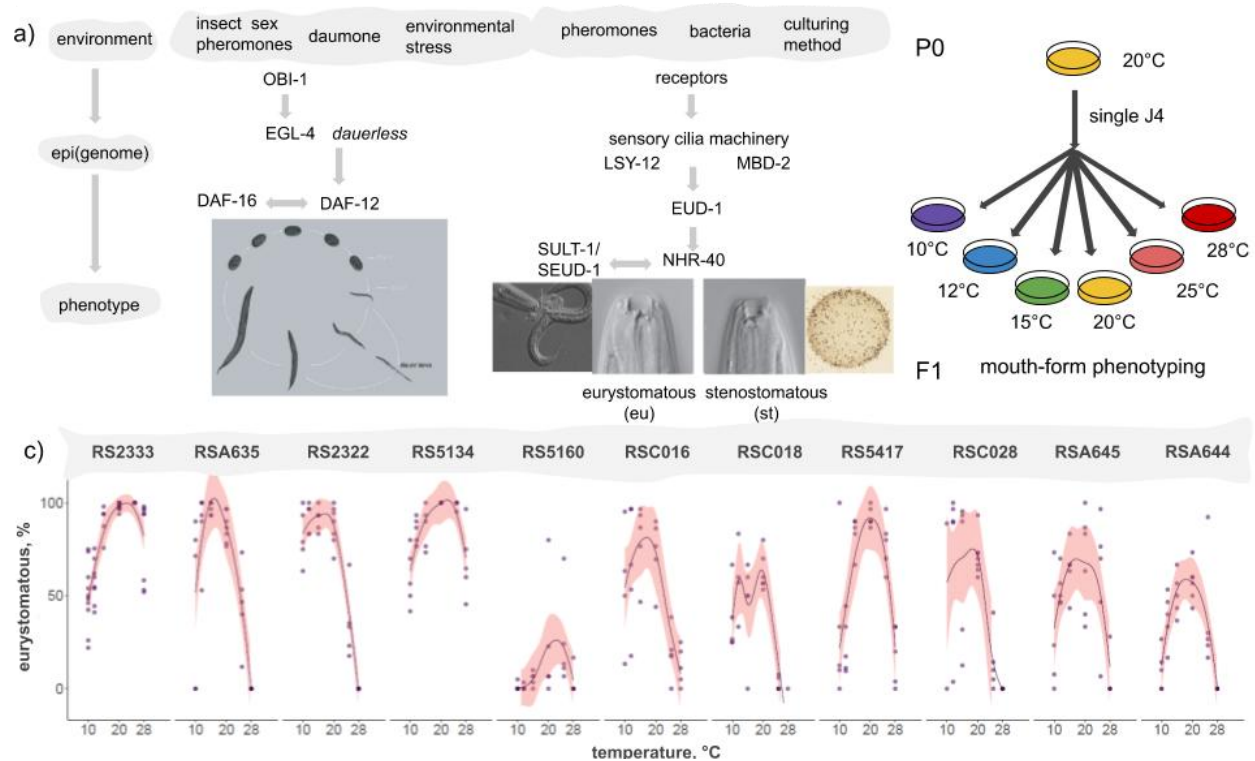 a)
environment
insect sex
pheromones
daumone
environmental
stress
pheromones
bacteria
culturing
method
OBI-1
EGL-4
dauerless
epi(genome)
DAF-16
DAF-12
phenotype
receptors
sensory cilia machinery
LSY-12 MBD-2
EUD-1
SULT-1/
SEUD-1
NHR-40
eurystomatous
(eu)
stenostomatous
(st)
P0
20°C
single J4
10°C
12°C
15°C
20°C
25°C
28°C
F1 mouth-form phenotyping
c)
RS2333 RSA635 RS2322 RS5134 RS5160 RSC016 RSC018 RS5417 RSC028 RSA645 RSA644
eurystomatous, %
100
50
0
10 20 28 10 20 28 10 20 28 10 20 28 10 20 28 10 20 28 10 20 28 10 20 28 10 20 28 10 20 28 10 20 28
temperature, °C